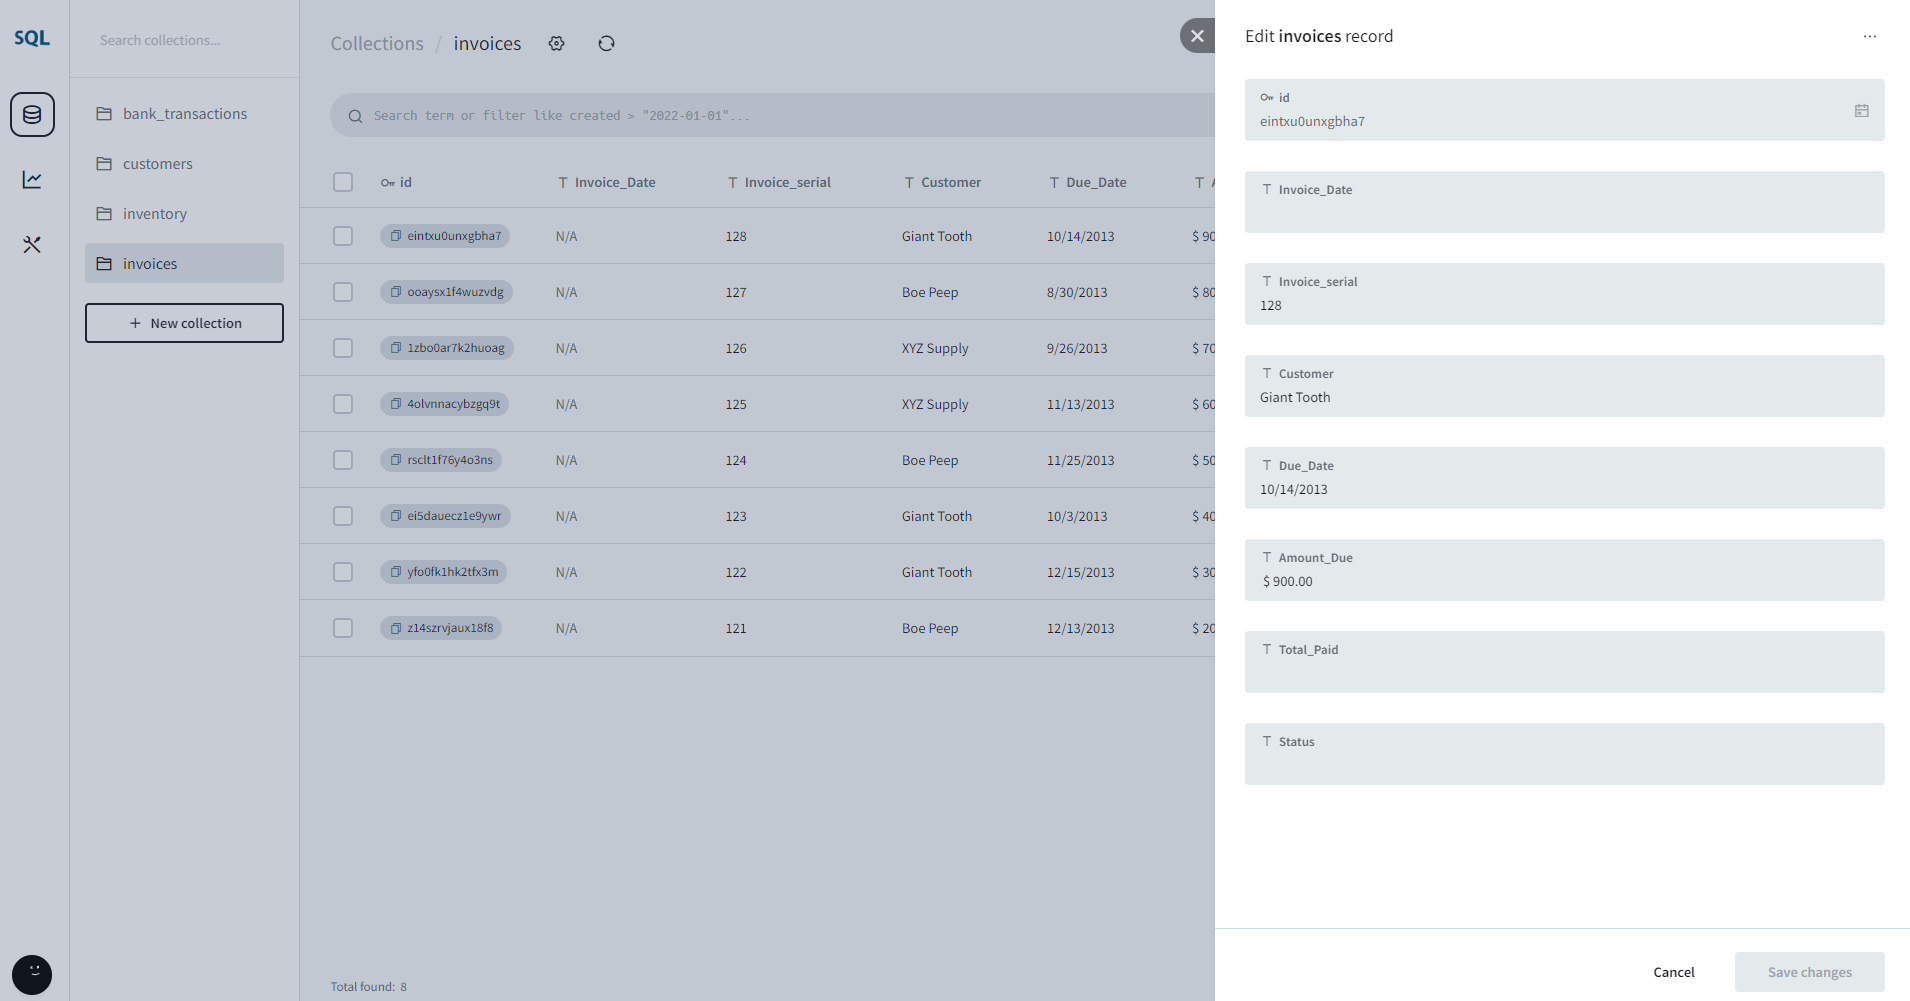 SQL
Search collections...
bank_transactions
customers
inventory
invoices
+ New collection
Collections / invoices
Search term or filter like created > "2022-01-01"...
id Invoice_Date Invoice_serial Customer Due_Date
eintxu0unxgbha7 N/A 128 Giant Tooth 10/14/2013 $ 90
ooaysx1f4wuzvdg N/A 127 Boe Peep 8/30/2013 $ 80
1zbo0ar7k2huoag N/A 126 XYZ Supply 9/26/2013 $ 70
4olvnnacybzgq9t N/A 125 XYZ Supply 11/13/2013 $ 60
rsclt1f76y4o3ns N/A 124 Boe Peep 11/25/2013 $ 50
ei5dauecz1e9ywr N/A 123 Giant Tooth 10/3/2013 $ 40
yfo0fk1hk2tfx3m N/A 122 Giant Tooth 12/15/2013 $ 30
z14szrvjaux18f8 N/A 121 Boe Peep 12/13/2013 $ 20
Total found: 8
Edit invoices record
id
eintxu0unxgbha7
Invoice_Date
Invoice_serial
128
Customer
Giant Tooth
Due_Date
10/14/2013
Amount_Due
$ 900.00
Total_Paid
Status
Cancel
Save changes